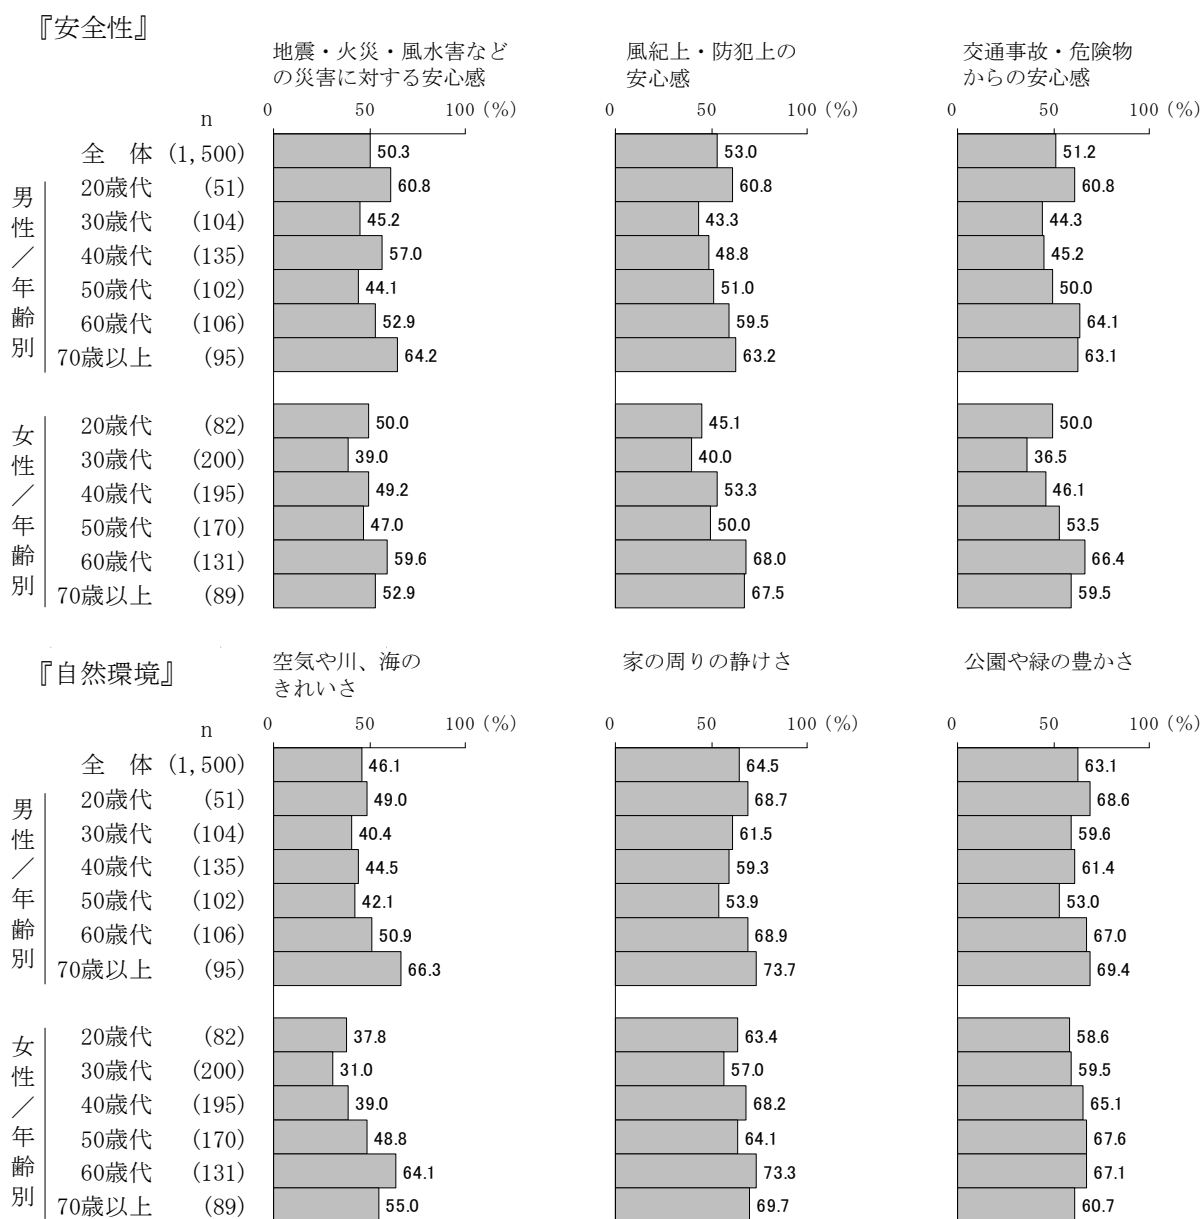 『安全性』
地震・火災・風水害など
の災害に対する安心感
風紀上・防犯上の
安心感
交通事故・危険物
からの安心感
n 0 50 100 (%) 0 50 100 (%) 0 50 100 (%)
全 体 (1,500) 50.3 53.0 51.2
男性／年齢別
20歳代 (51) 60.8 60.8 60.8
30歳代 (104) 45.2 43.3 44.3
40歳代 (135) 57.0 48.8 45.2
50歳代 (102) 44.1 51.0 50.0
60歳代 (106) 52.9 59.5 64.1
70歳以上 (95) 64.2 63.2 63.1
女性／年齢別
20歳代 (82) 50.0 45.1 50.0
30歳代 (200) 39.0 40.0 36.5
40歳代 (195) 49.2 53.3 46.1
50歳代 (170) 47.0 50.0 53.5
60歳代 (131) 59.6 68.0 66.4
70歳以上 (89) 52.9 67.5 59.5
『自然環境』
空気や川、海の
きれいさ
家の周りの静けさ
公園や緑の豊かさ
n 0 50 100 (%) 0 50 100 (%) 0 50 100 (%)
全 体 (1,500) 46.1 64.5 63.1
男性／年齢別
20歳代 (51) 49.0 68.7 68.6
30歳代 (104) 40.4 61.5 59.6
40歳代 (135) 44.5 59.3 61.4
50歳代 (102) 42.1 53.9 53.0
60歳代 (106) 50.9 68.9 67.0
70歳以上 (95) 66.3 73.7 69.4
女性／年齢別
20歳代 (82) 37.8 63.4 58.6
30歳代 (200) 31.0 57.0 59.5
40歳代 (195) 39.0 68.2 65.1
50歳代 (170) 48.8 64.1 67.6
60歳代 (131) 64.1 73.3 67.1
70歳以上 (89) 55.0 69.7 60.7